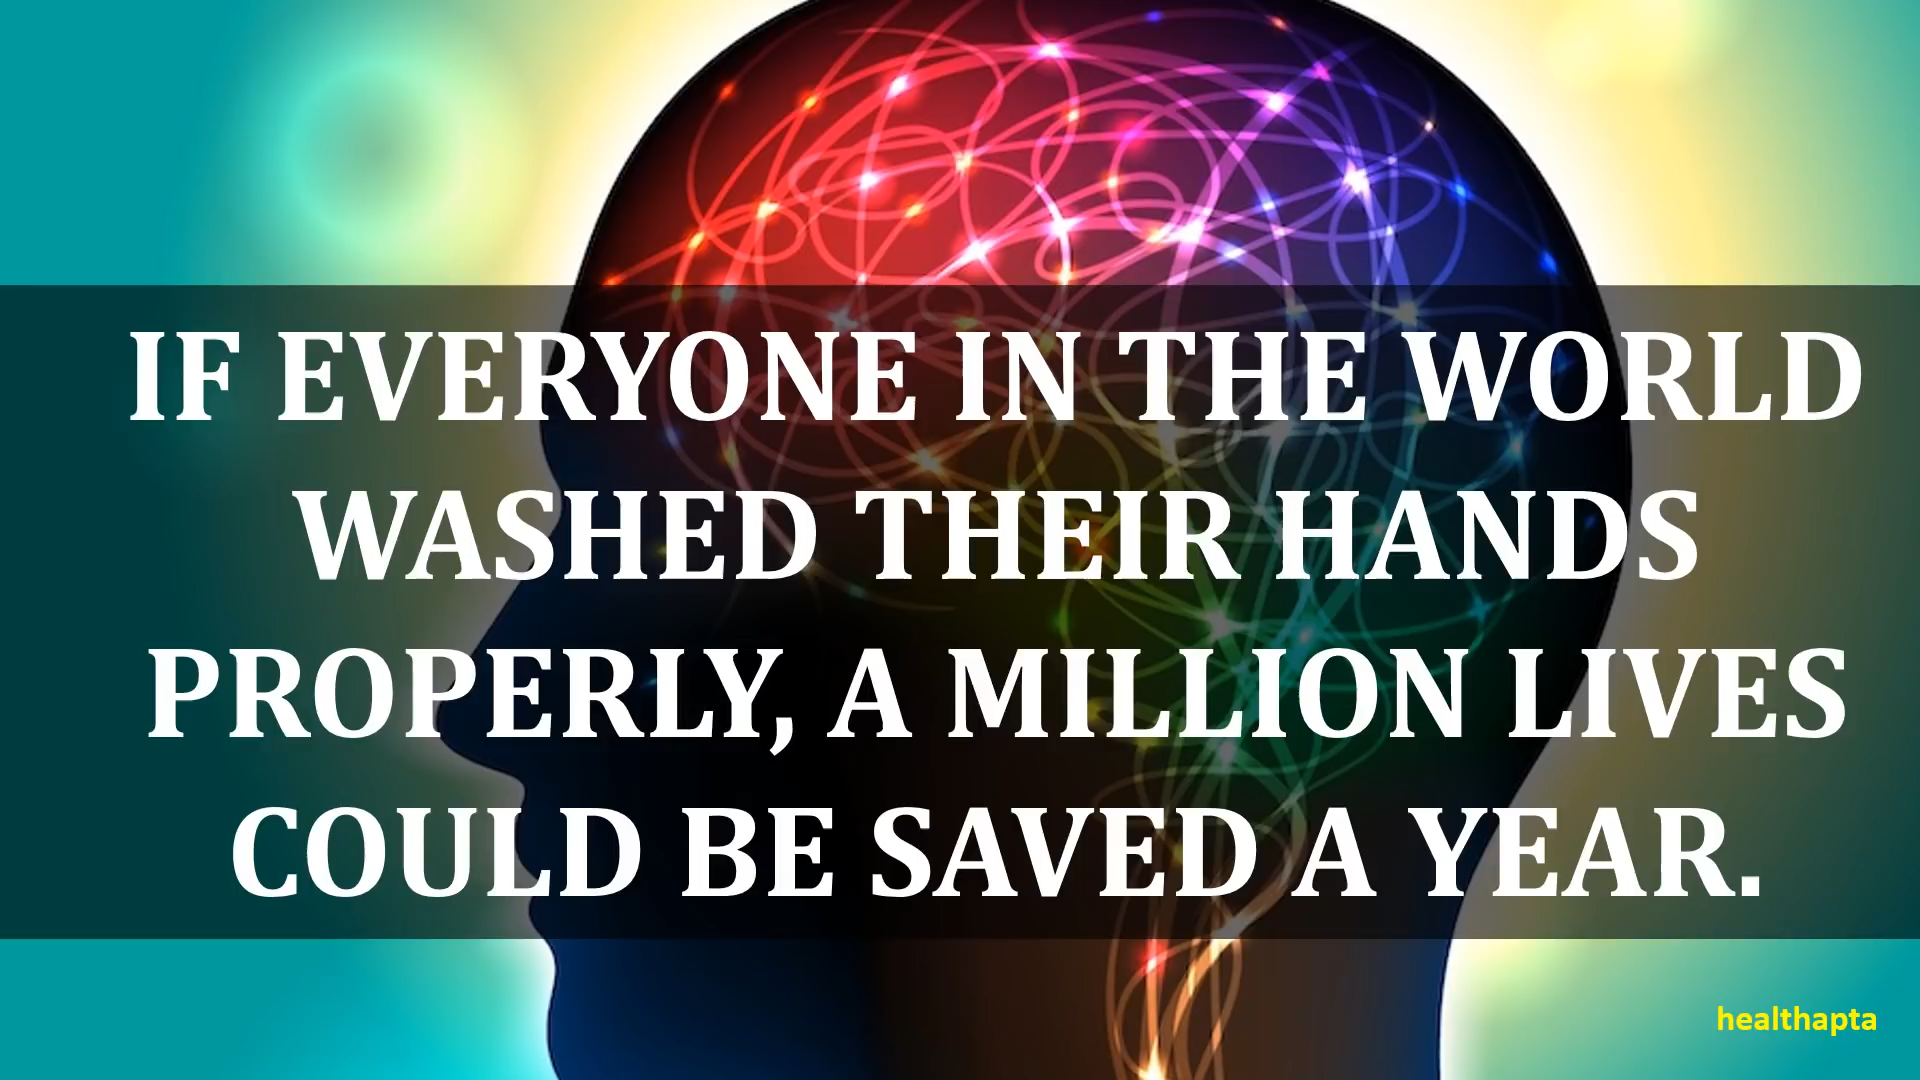 IF EVERYONE IN THE WORLD
WASHED THEIR HANDS
PROPERLY, A MILLION LIVES
COULD BE SAVED A YEAR.
healthapta